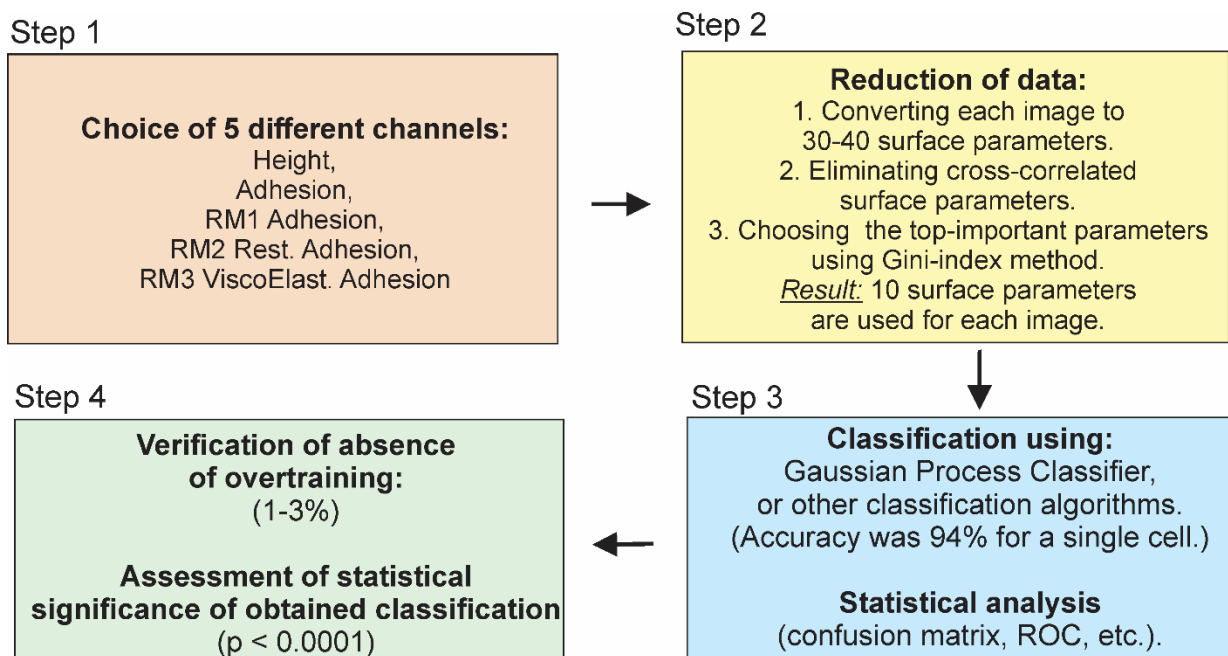 Step 1
Choice of 5 different channels:
Height,
Adhesion,
RM1 Adhesion,
RM2 Rest. Adhesion,
RM3 ViscoElast. Adhesion
Step 2
Reduction of data:
1. Converting each image to
30-40 surface parameters.
2. Eliminating cross-correlated
surface parameters.
3. Choosing the top-important parameters
using Gini-index method.
Result: 10 surface parameters
are used for each image.
Step 3
Classification using:
Gaussian Process Classifier,
or other classification algorithms.
(Accuracy was 94% for a single cell.)
Statistical analysis
(confusion matrix, ROC, etc.).
Step 4
Verification of absence
of overtraining:
(1-3%)
Assessment of statistical
significance of obtained classification
(p < 0.0001)